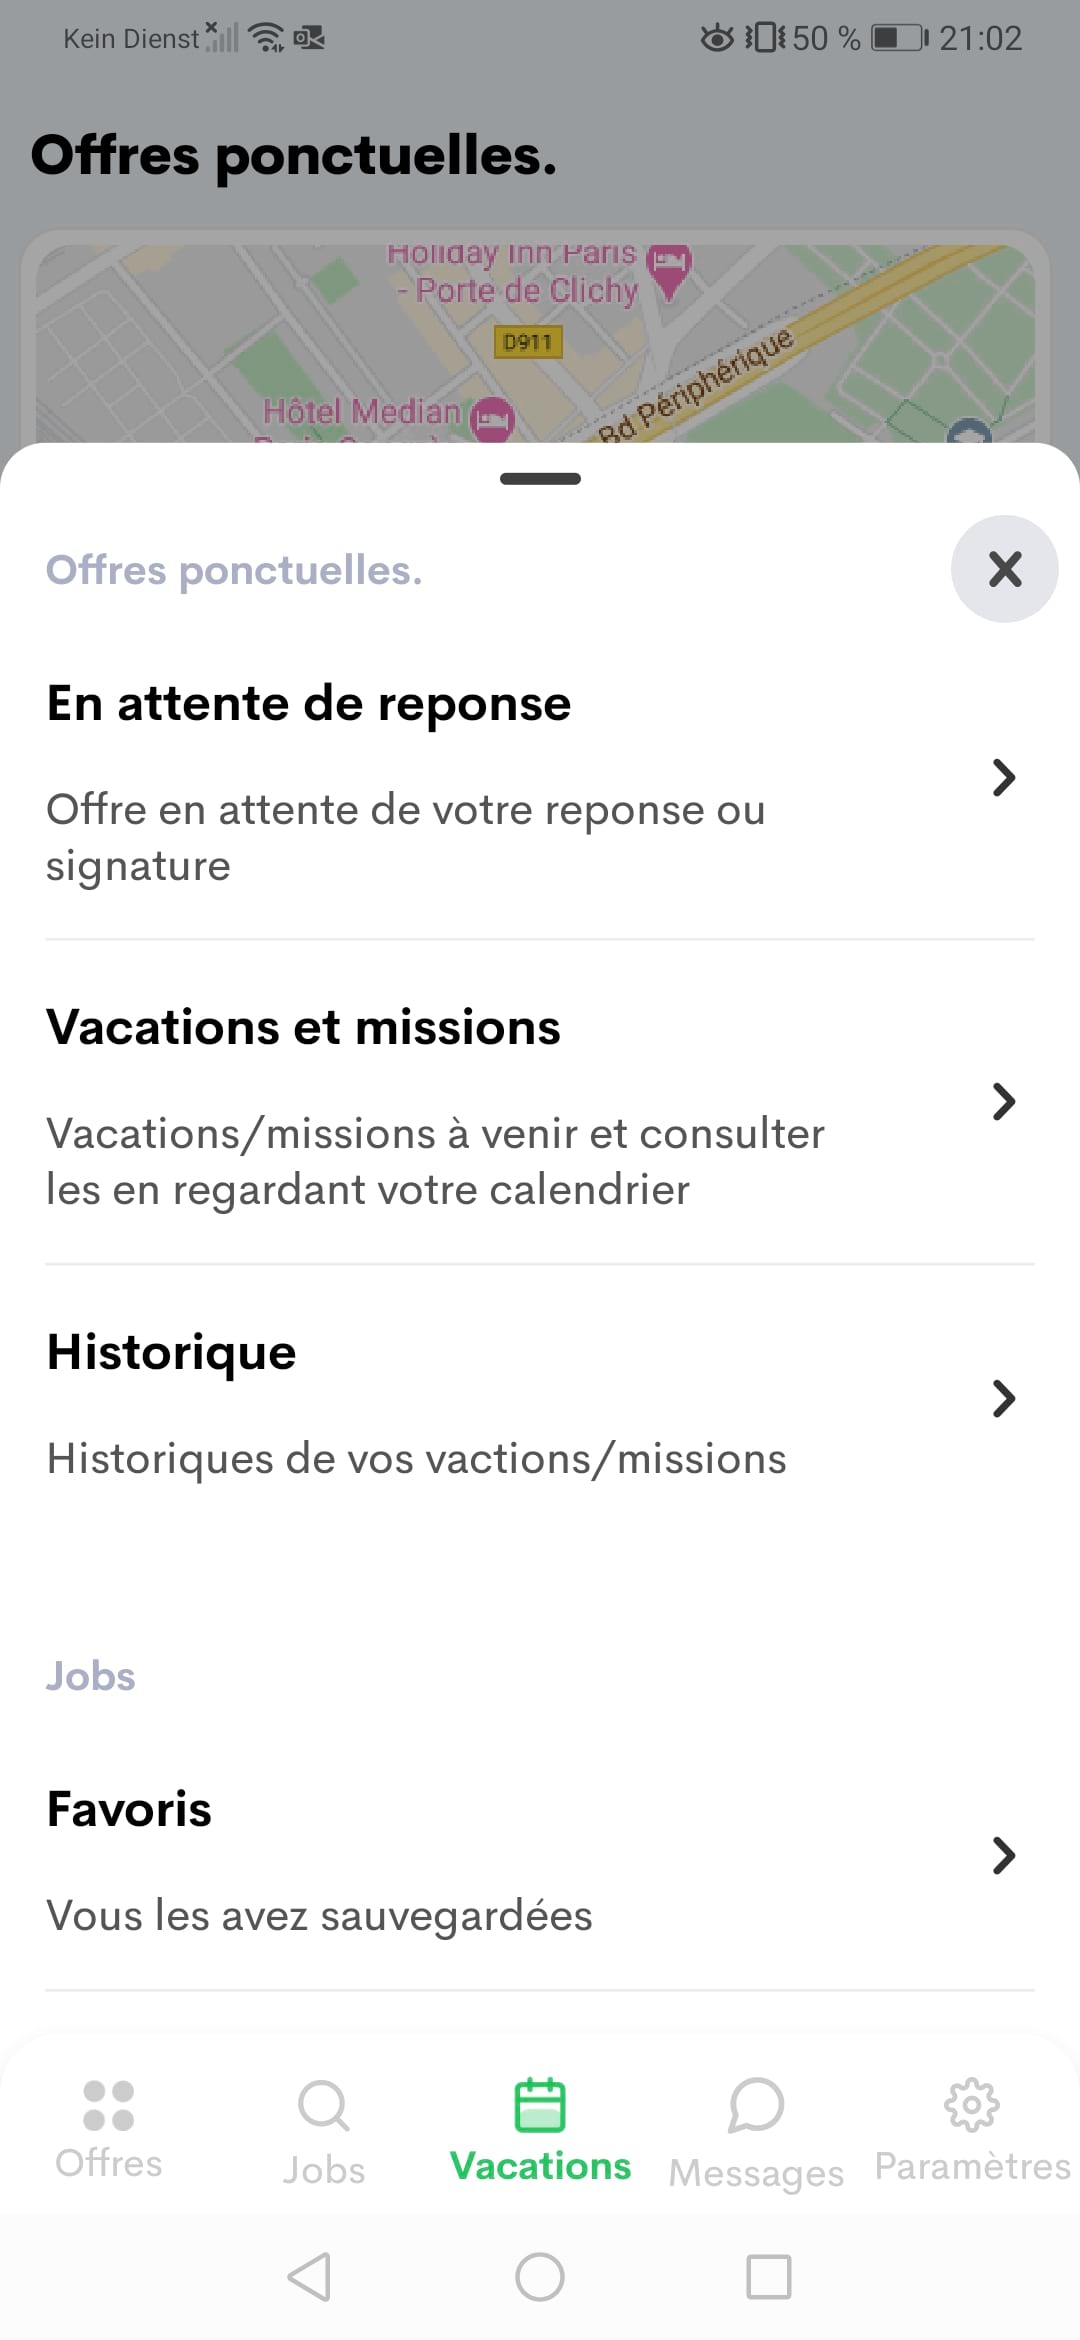 Kein Dienst
50 %
21:02
Offres ponctuelles.
Holiday Inn Paris
- Porte de Clichy
D911
Bd Périphérique
Hôtel Median
Offres ponctuelles.
En attente de reponse
Offre en attente de votre reponse ou
signature
Vacations et missions
Vacations/missions à venir et consulter
les en regardant votre calendrier
Historique
Historiques de vos vactions/missions
Jobs
Favoris
Vous les avez sauvegardées
Offres
Jobs
Vacations
Messages
Paramètres